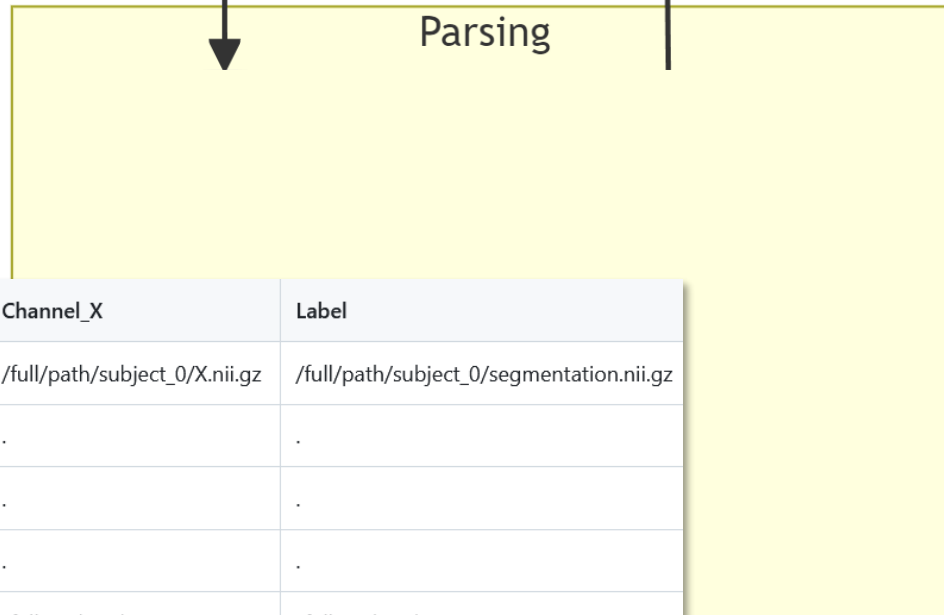 Parsing
Channel_X Label
/full/path/subject_0/X.nii.gz /full/path/subject_0/segmentation.nii.gz
. .
. .
. .